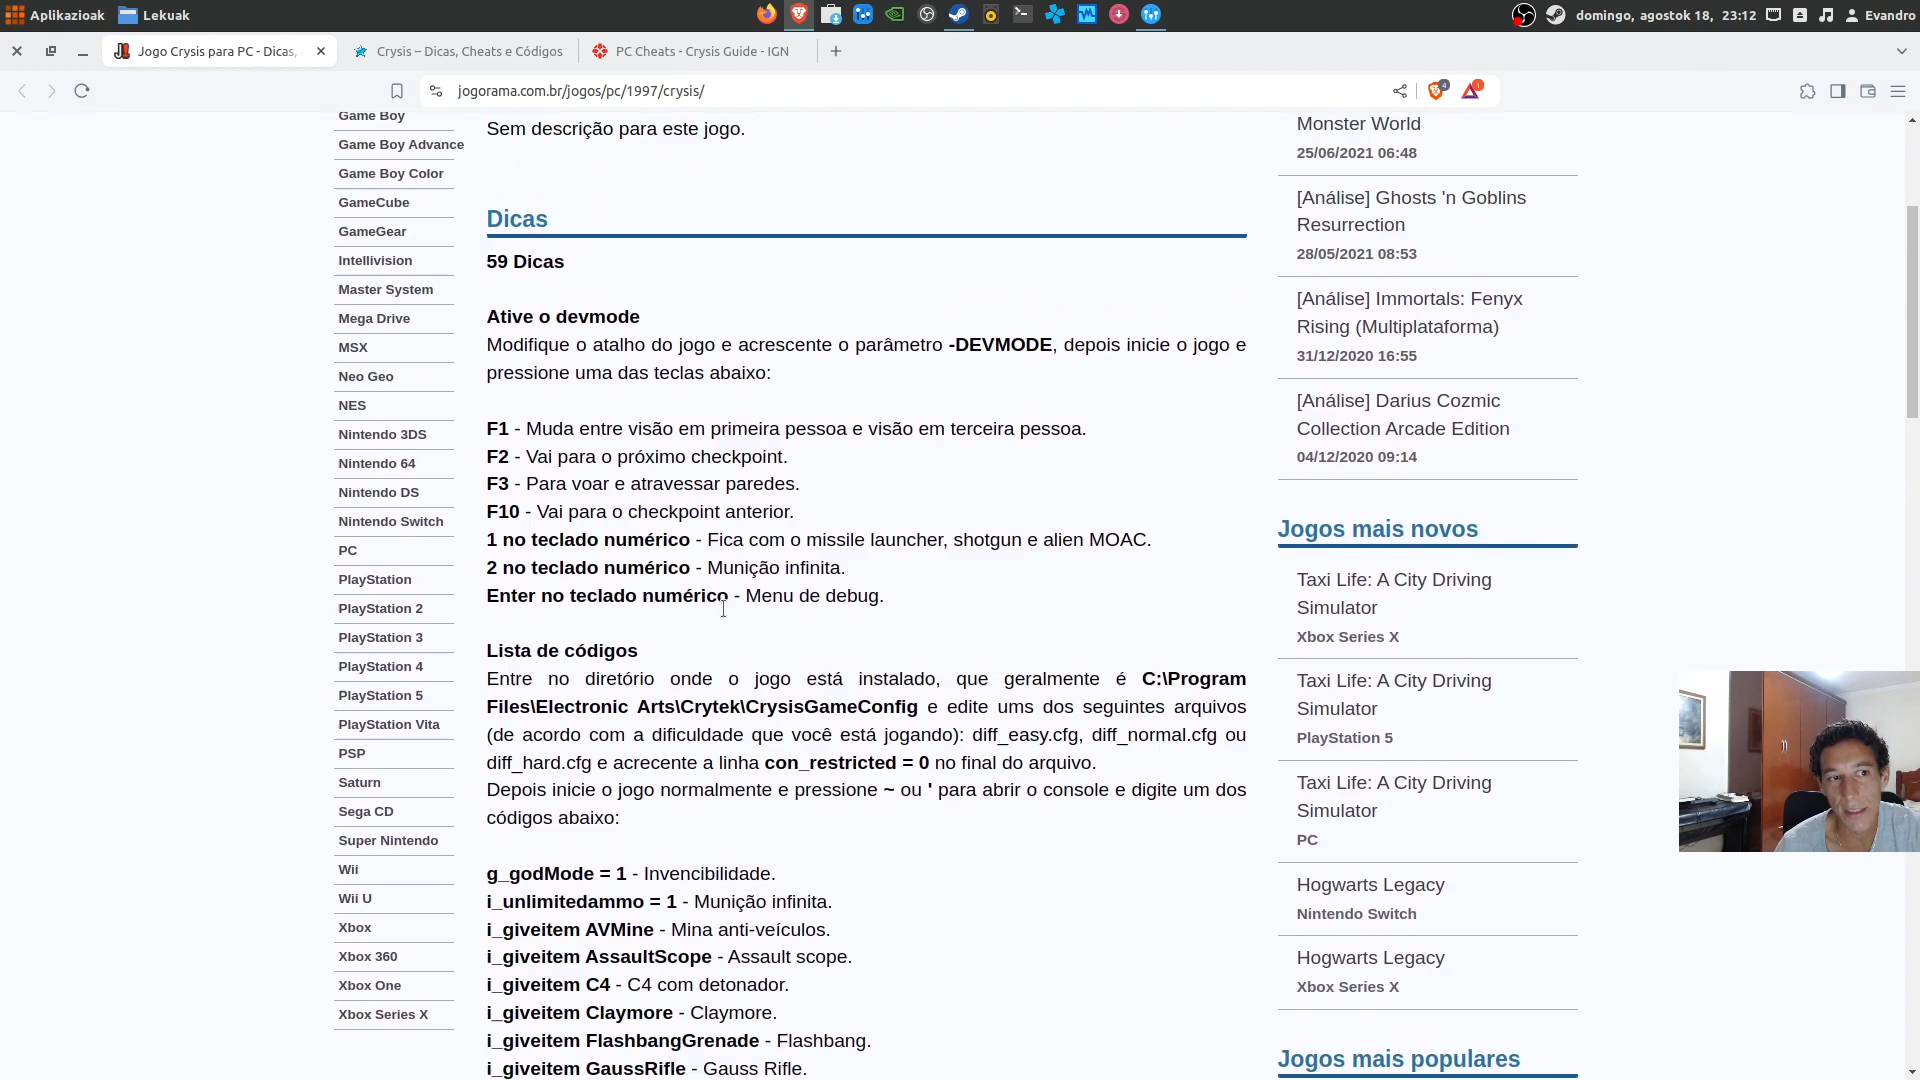 Aplikazioak
Lekuak
domingo, agostok 18, 23:12
Evandro
Jogo Crysis para PC - Dicas,
Crysis – Dicas, Cheats e Códigos
PC Cheats - Crysis Guide - IGN
jogorama.com.br/jogos/pc/1997/crysis/
4
1
Game Boy
Game Boy Advance
Game Boy Color
GameCube
GameGear
Intellivision
Master System
Mega Drive
MSX
Neo Geo
NES
Nintendo 3DS
Nintendo 64
Nintendo DS
Nintendo Switch
PC
PlayStation
PlayStation 2
PlayStation 3
PlayStation 4
PlayStation 5
PlayStation Vita
PSP
Saturn
Sega CD
Super Nintendo
Wii
Wii U
Xbox
Xbox 360
Xbox One
Xbox Series X
Sem descrição para este jogo.
Dicas
59 Dicas
Ative o devmode
Modifique o atalho do jogo e acrescente o parâmetro -DEVMODE, depois inicie o jogo e
pressione uma das teclas abaixo:
F1 - Muda entre visão em primeira pessoa e visão em terceira pessoa.
F2 - Vai para o próximo checkpoint.
F3 - Para voar e atravessar paredes.
F10 - Vai para o checkpoint anterior.
1 no teclado numérico - Fica com o missile launcher, shotgun e alien MOAC.
2 no teclado numérico - Munição infinita.
Enter no teclado numérico - Menu de debug.
Lista de códigos
Entre no diretório onde o jogo está instalado, que geralmente é C:\Program
Files\Electronic Arts\Crytek\CrysisGameConfig e edite ums dos seguintes arquivos
(de acordo com a dificuldade que você está jogando): diff_easy.cfg, diff_normal.cfg ou
diff_hard.cfg e acrecente a linha con_restricted = 0 no final do arquivo.
Depois inicie o jogo normalmente e pressione ~ ou ' para abrir o console e digite um dos
códigos abaixo:
g_godMode = 1 - Invencibilidade.
i_unlimitedammo = 1 - Munição infinita.
i_giveitem AVMine - Mina anti-veículos.
i_giveitem AssaultScope - Assault scope.
i_giveitem C4 - C4 com detonador.
i_giveitem Claymore - Claymore.
i_giveitem FlashbangGrenade - Flashbang.
i_giveitem GaussRifle - Gauss Rifle.
Monster World
25/06/2021 06:48
[Análise] Ghosts 'n Goblins
Resurrection
28/05/2021 08:53
[Análise] Immortals: Fenyx
Rising (Multiplataforma)
31/12/2020 16:55
[Análise] Darius Cozmic
Collection Arcade Edition
04/12/2020 09:14
Jogos mais novos
Taxi Life: A City Driving
Simulator
Xbox Series X
Taxi Life: A City Driving
Simulator
PlayStation 5
Taxi Life: A City Driving
Simulator
PC
Hogwarts Legacy
Nintendo Switch
Hogwarts Legacy
Xbox Series X
Jogos mais populares